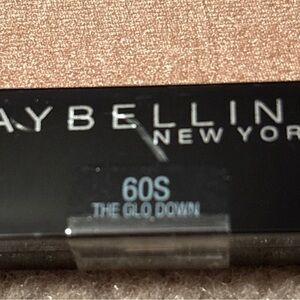 AYBELLIN
NEW YOR
60S
THE GLO DOWN